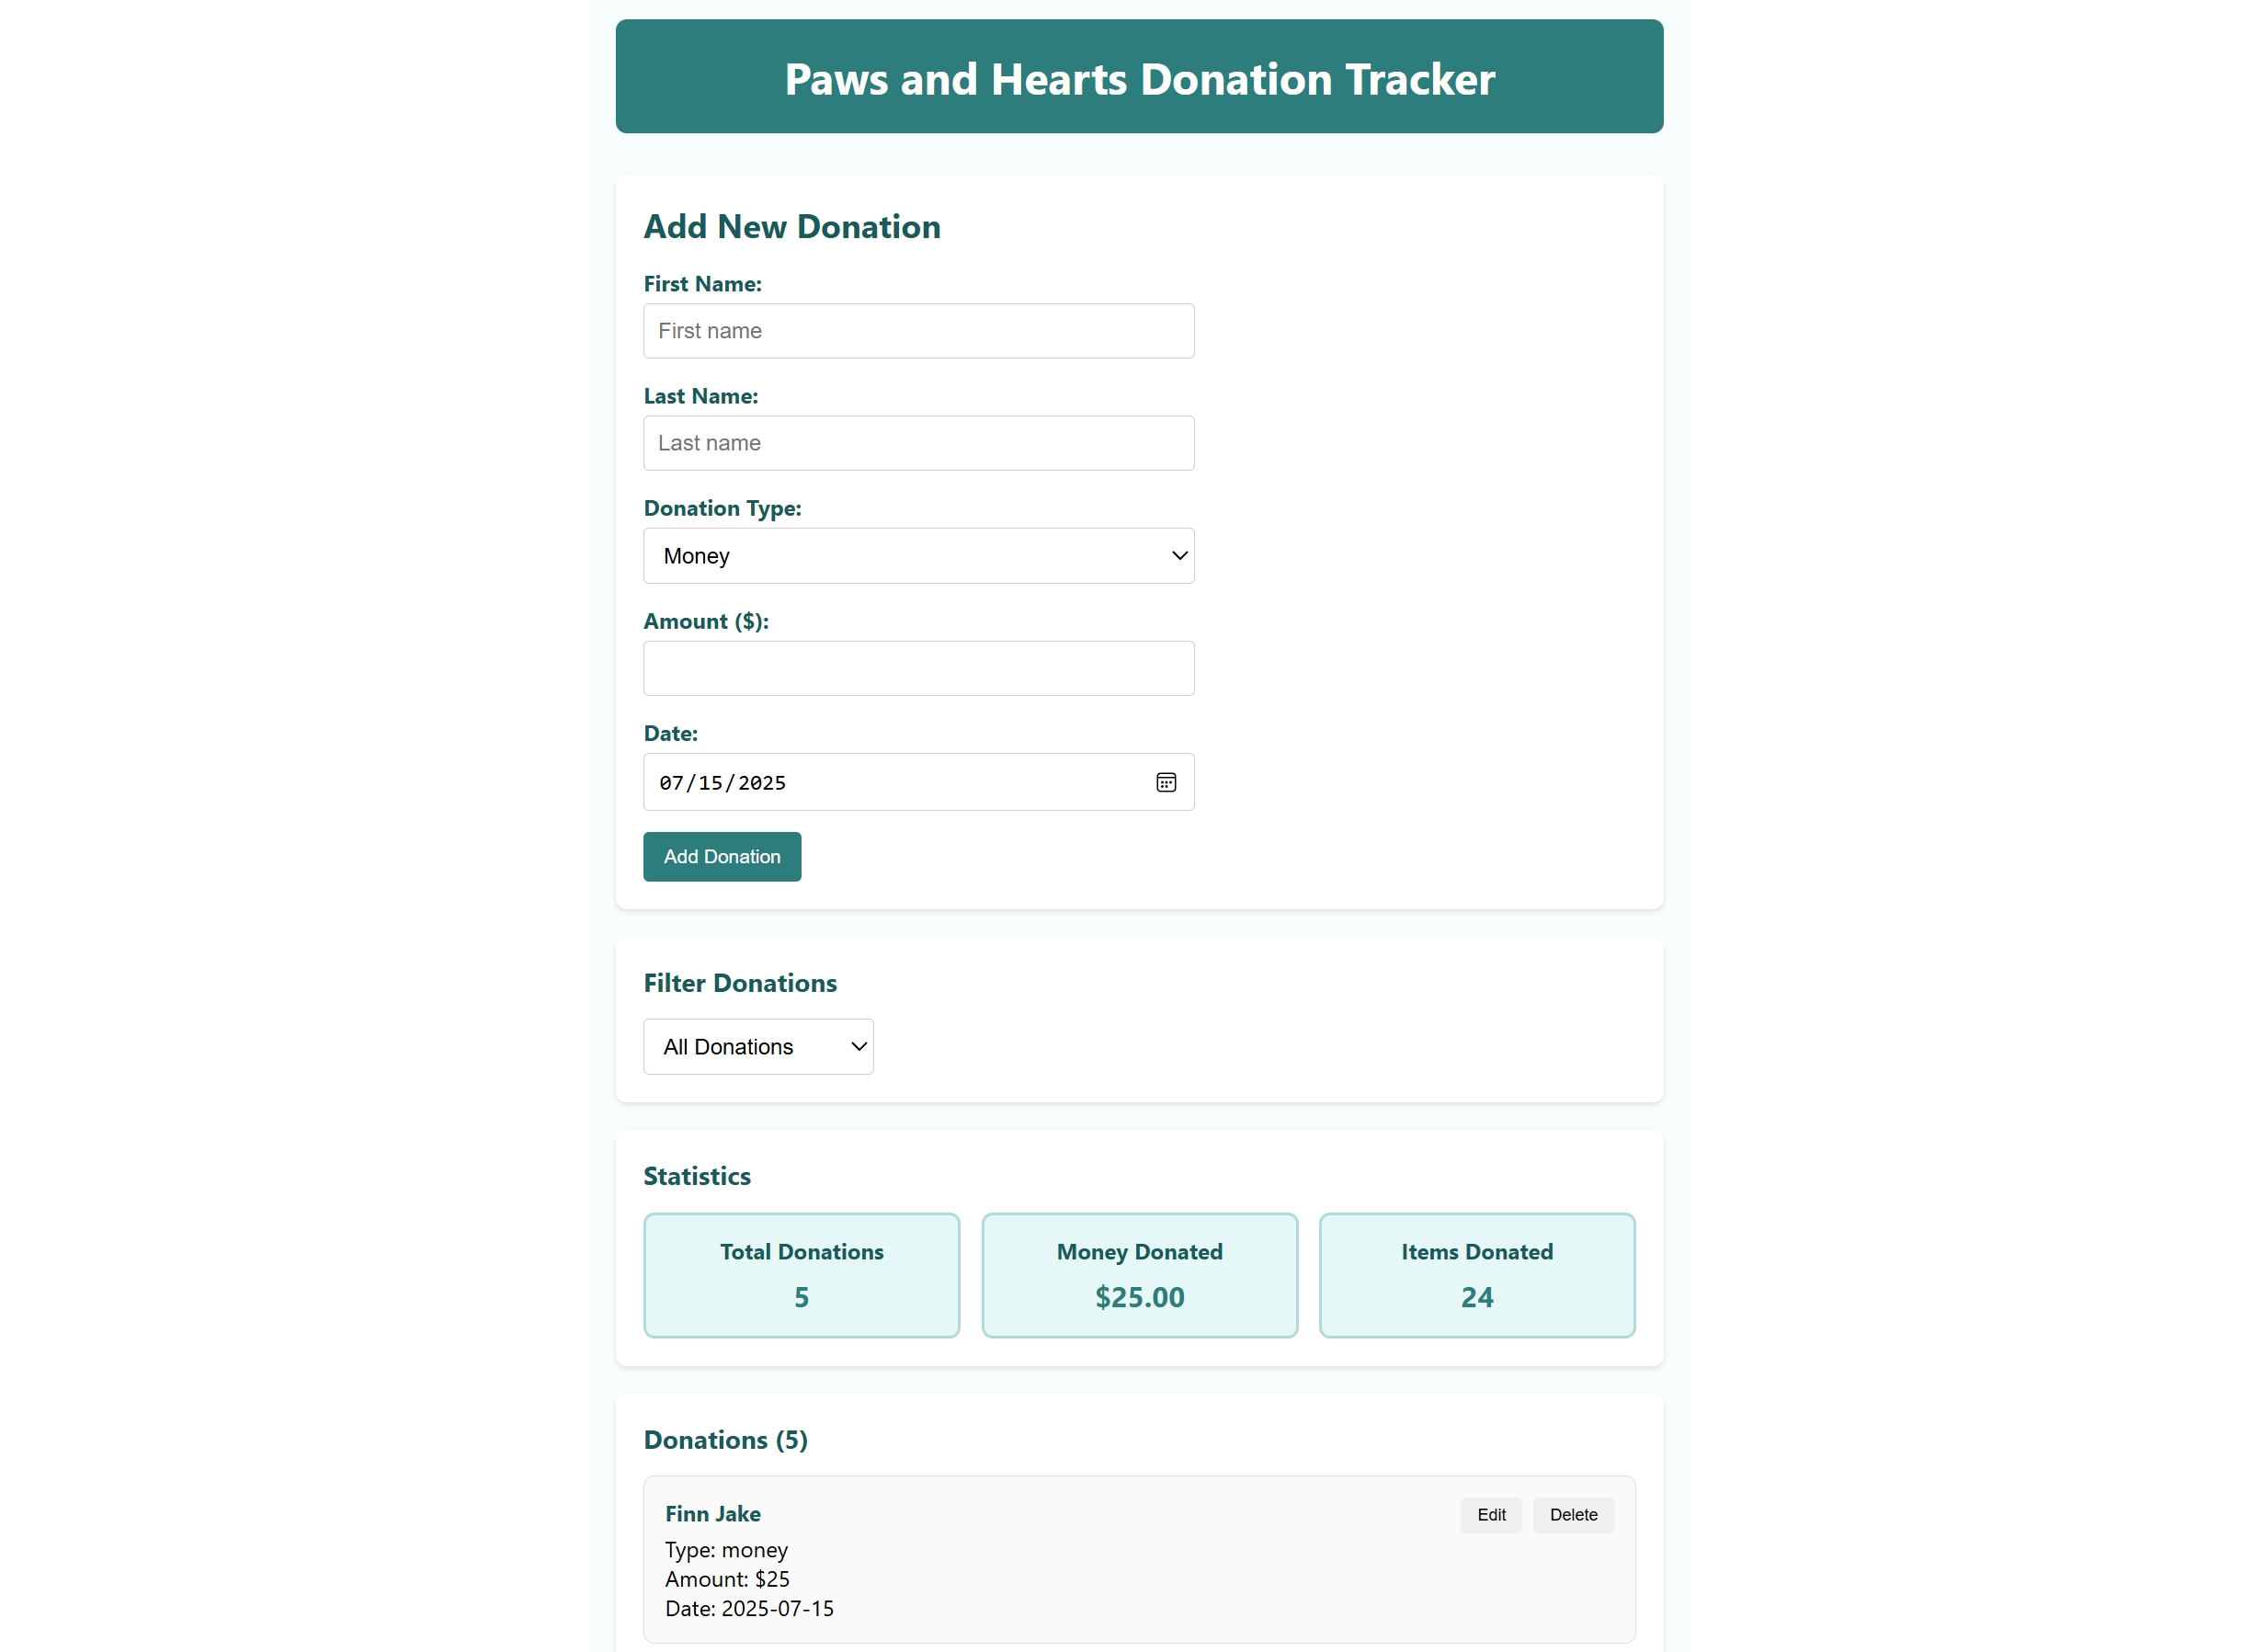 Paws and Hearts Donation Tracker
Add New Donation
First Name:
First name
Last Name:
Last name
Donation Type:
Money
Amount ($):
Date:
07/15/2025
Add Donation
Filter Donations
All Donations
Statistics
Total Donations
5
Money Donated
$25.00
Items Donated
24
Donations (5)
Finn Jake
Edit
Delete
Type: money
Amount: $25
Date: 2025-07-15